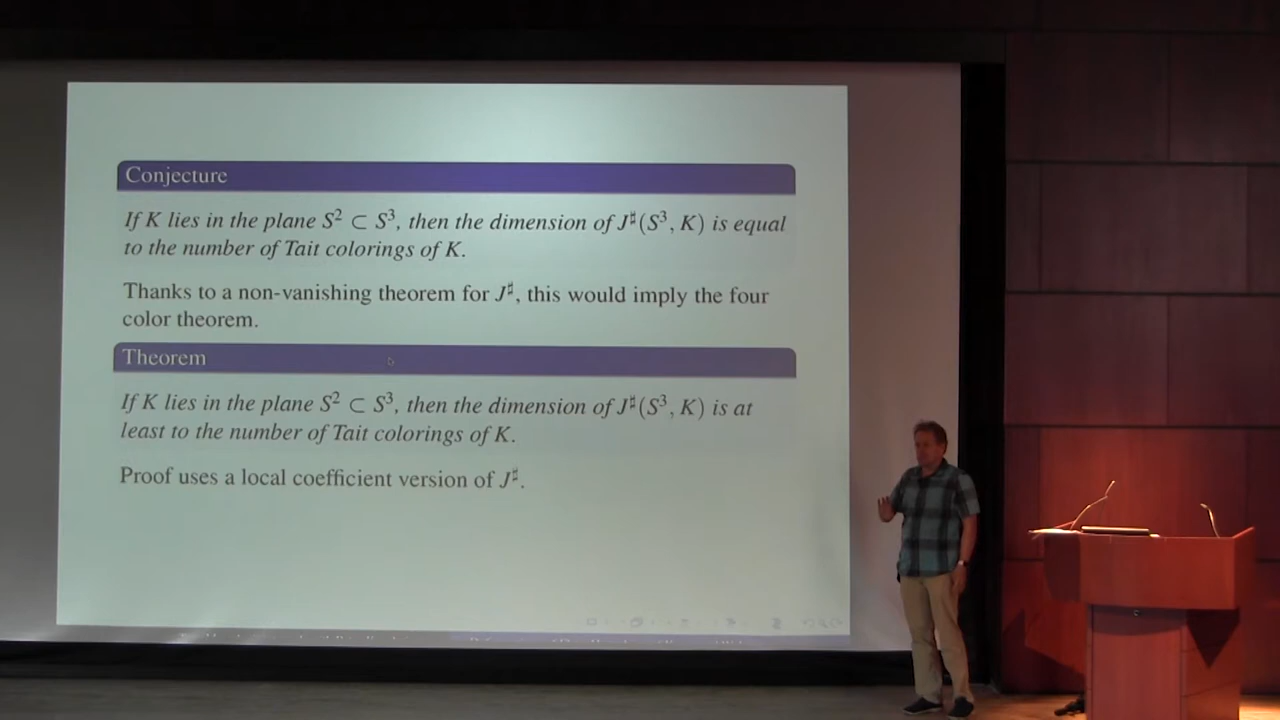 Conjecture
If K lies in the plane S² ⊂ S³, then the dimension of J♯(S³, K) is equal
to the number of Tait colorings of K.
Thanks to a non-vanishing theorem for J♯, this would imply the four
color theorem.
Theorem
If K lies in the plane S² ⊂ S³, then the dimension of J♯(S³, K) is at
least to the number of Tait colorings of K.
Proof uses a local coefficient version of J♯.